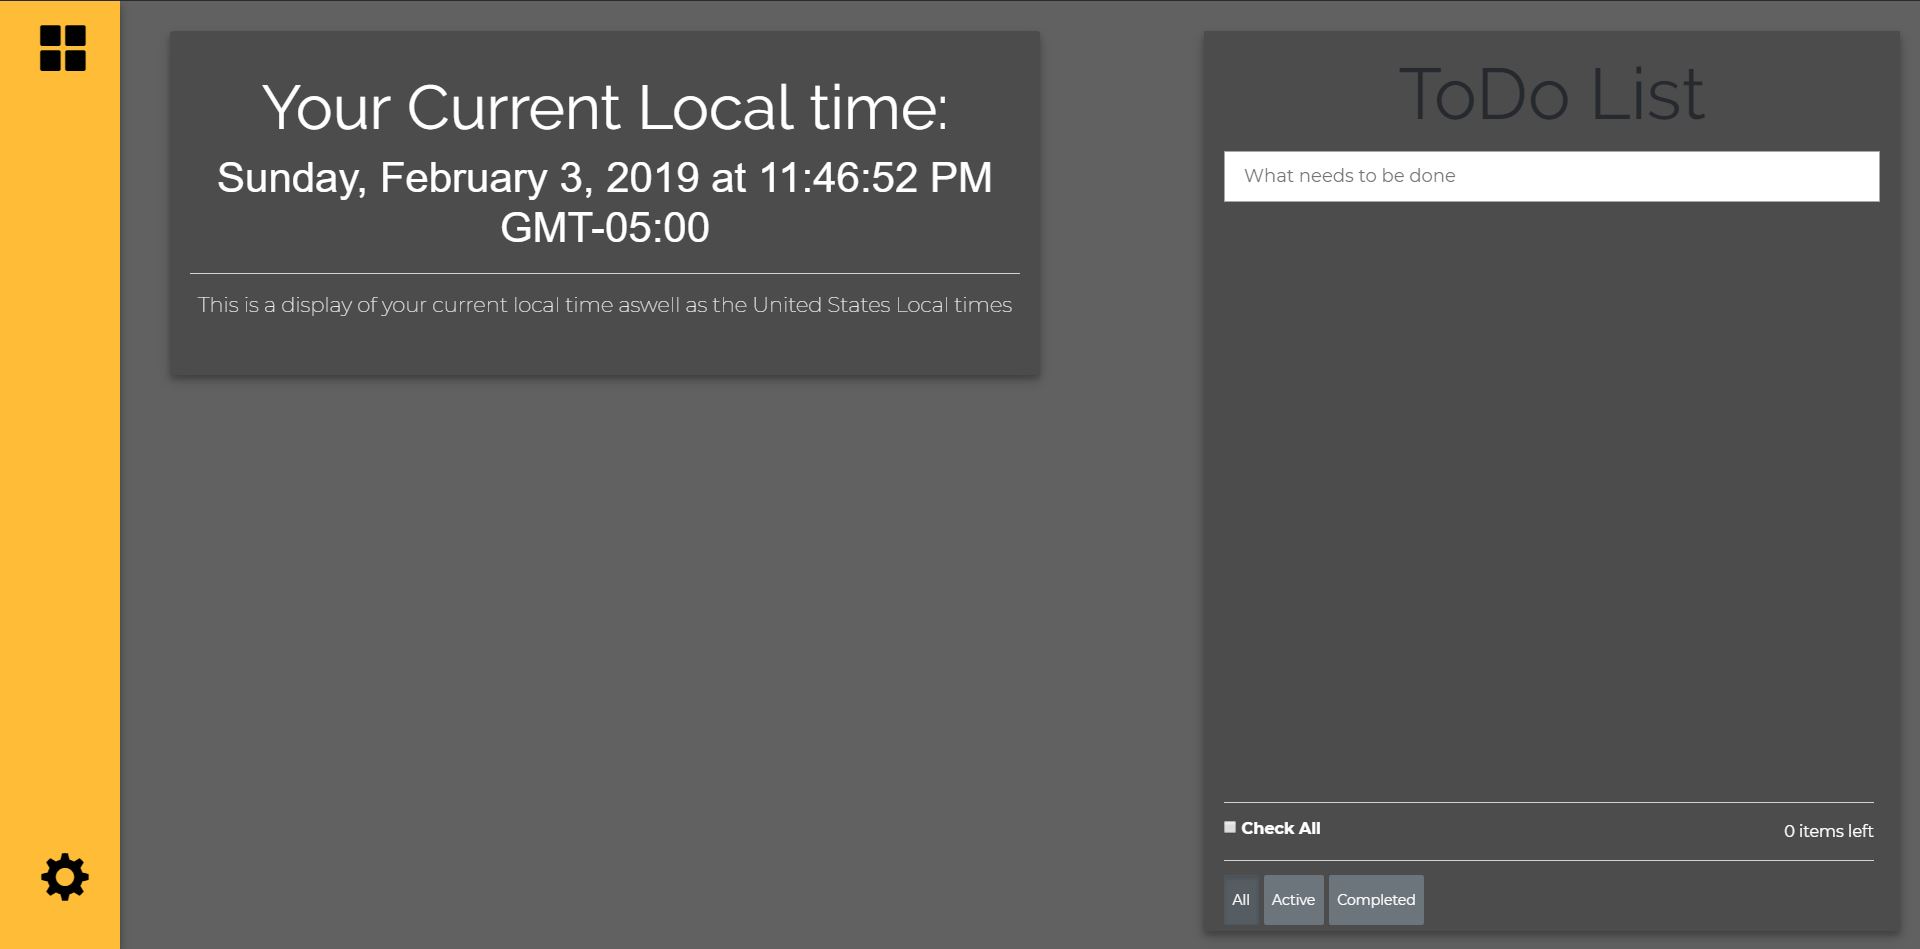 Your Current Local time:
Sunday, February 3, 2019 at 11:46:52 PM
GMT-05:00
This is a display of your current local time aswell as the United States Local times
ToDo List
What needs to be done
Check All
0 items left
All
Active
Completed